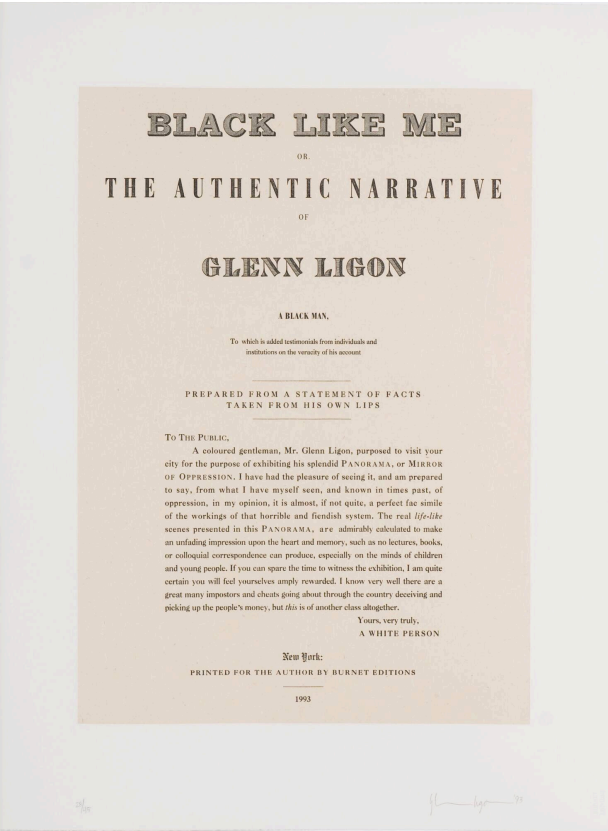 BLACK LIKE ME
OR,
THE AUTHENTIC NARRATIVE
OF
GLENN LIGON
A BLACK MAN,
To which is added testimonials from individuals and
institutions on the veracity of his account
PREPARED FROM A STATEMENT OF FACTS
TAKEN FROM HIS OWN LIPS
TO THE PUBLIC,
A coloured gentleman, Mr. Glenn Ligon, purposed to visit your
city for the purpose of exhibiting his splendid PANORAMA, or MIRROR
OF OPPRESSION. I have had the pleasure of seeing it, and am prepared
to say, from what I have myself seen, and known in times past, of
oppression, in my opinion, it is almost, if not quite, a perfect fac simile
of the workings of that horrible and fiendish system. The real life-like
scenes presented in this PANORAMA, are admirably calculated to make
an unfading impression upon the heart and memory, such as no lectures, books,
or colloquial correspondence can produce, especially on the minds of children
and young people. If you can spare the time to witness the exhibition, I am quite
certain you will feel yourselves amply rewarded. I know very well there are a
great many impostors and cheats going about through the country deceiving and
picking up the people's money, but this is of another class altogether.
Yours, very truly,
A WHITE PERSON
New York:
PRINTED FOR THE AUTHOR BY BURNET EDITIONS
1993